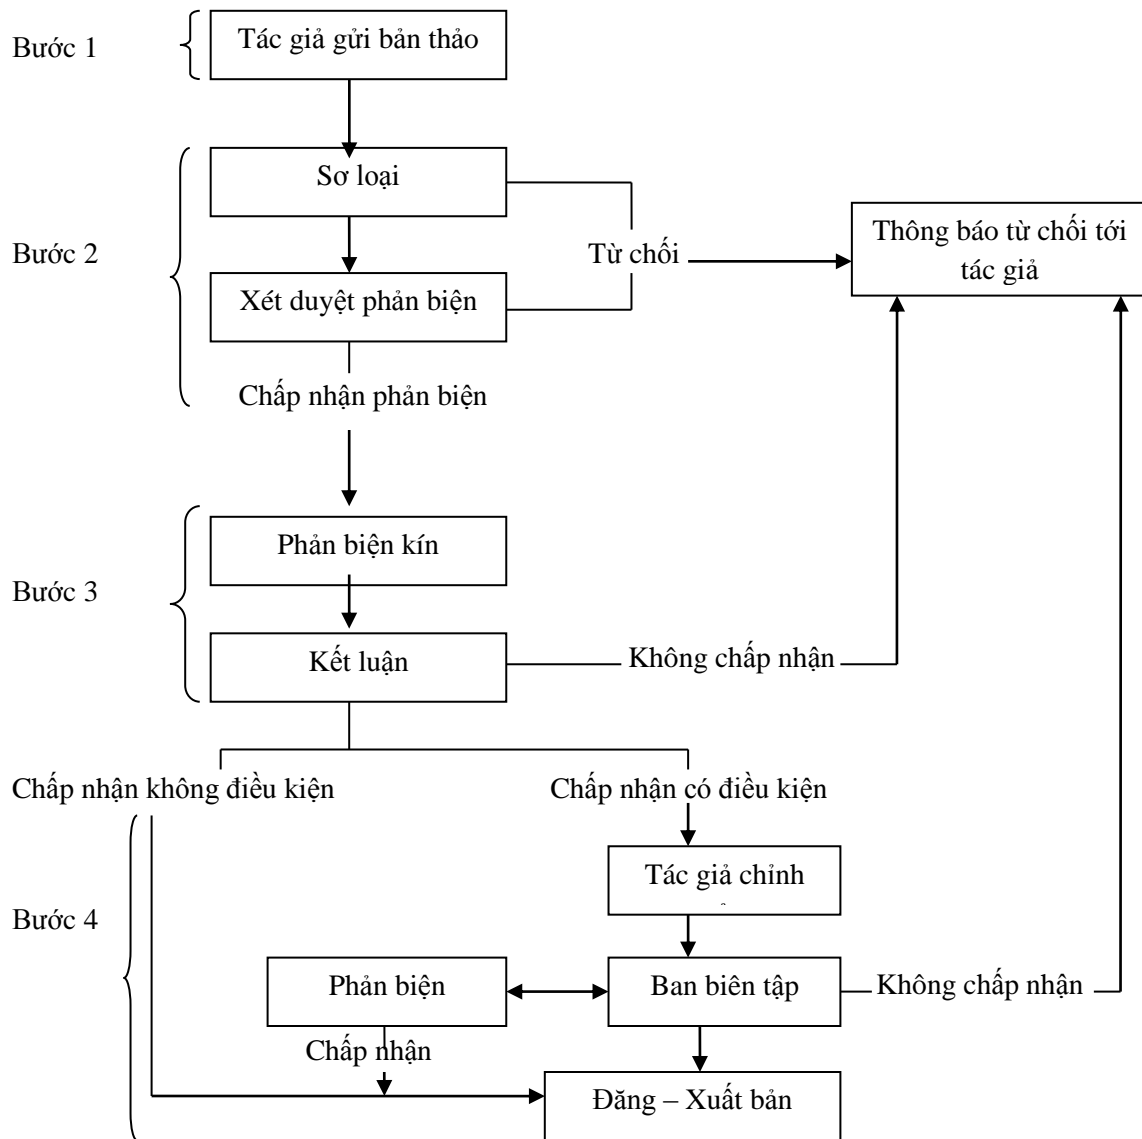 Bước 1
Tác giả gửi bản thảo
Sơ loại
Bước 2
Từ chối
Thông báo từ chối tới
tác giả
Xét duyệt phản biện
Chấp nhận phản biện
Phản biện kín
Bước 3
Kết luận
Không chấp nhận
Chấp nhận không điều kiện
Chấp nhận có điều kiện
Tác giả chỉnh
Bước 4
Phản biện
Ban biên tập
Không chấp nhận
Chấp nhận
Đăng – Xuất bản